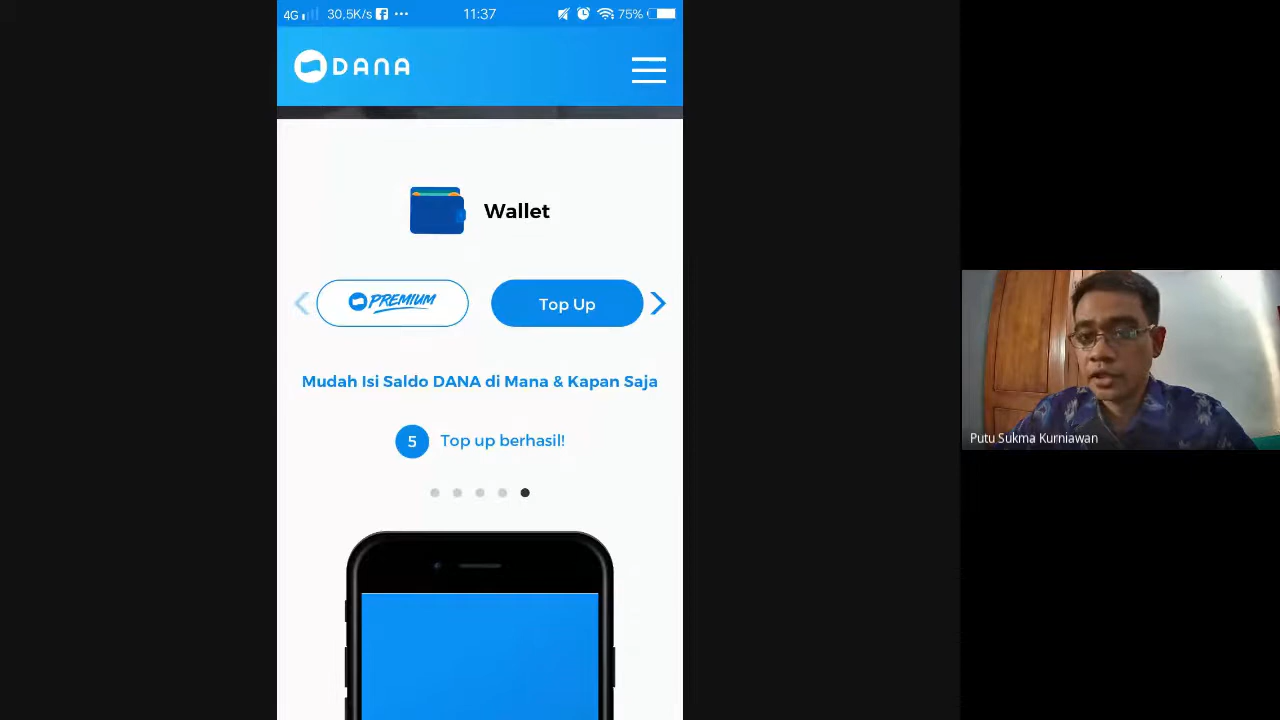 4G 30,5K/s ... 11:37 75%
DANA
Wallet
PREMIUM
Top Up
Mudah Isi Saldo DANA di Mana & Kapan Saja
5 Top up berhasil!
Putu Sukma Kurniawan